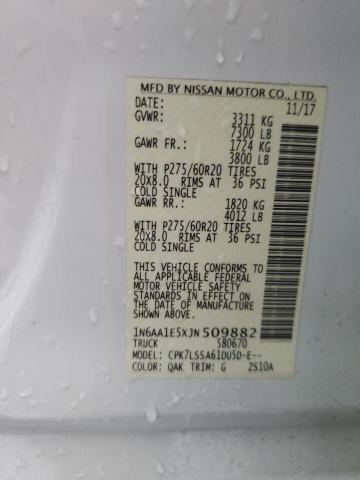 MFD BY NISSAN MOTOR CO., LTD.
DATE: 11/17
GVWR: 3311 KG
7300 LB
GAWR FR.: 1724 KG
3800 LB
WITH P275/60R20 TIRES
20x8.0 RIMS AT 36 PSI
COLD SINGLE
GAWR RR.: 1820 KG
4012 LB
WITH P275/60R20 TIRES
20x8.0 RIMS AT 36 PSI
COLD SINGLE
THIS VEHICLE CONFORMS TO
ALL APPLICABLE FEDERAL
MOTOR VEHICLE SAFETY
STANDARDS IN EFFECT ON
THE DATE OF MANUFACTURE
SHOWN ABOVE.
1N6AA1E5XJN509882
TRUCK 580670
MODEL: CPK7LSSA61DU5D-E--
COLOR: QAK TRIM: G ZS10A